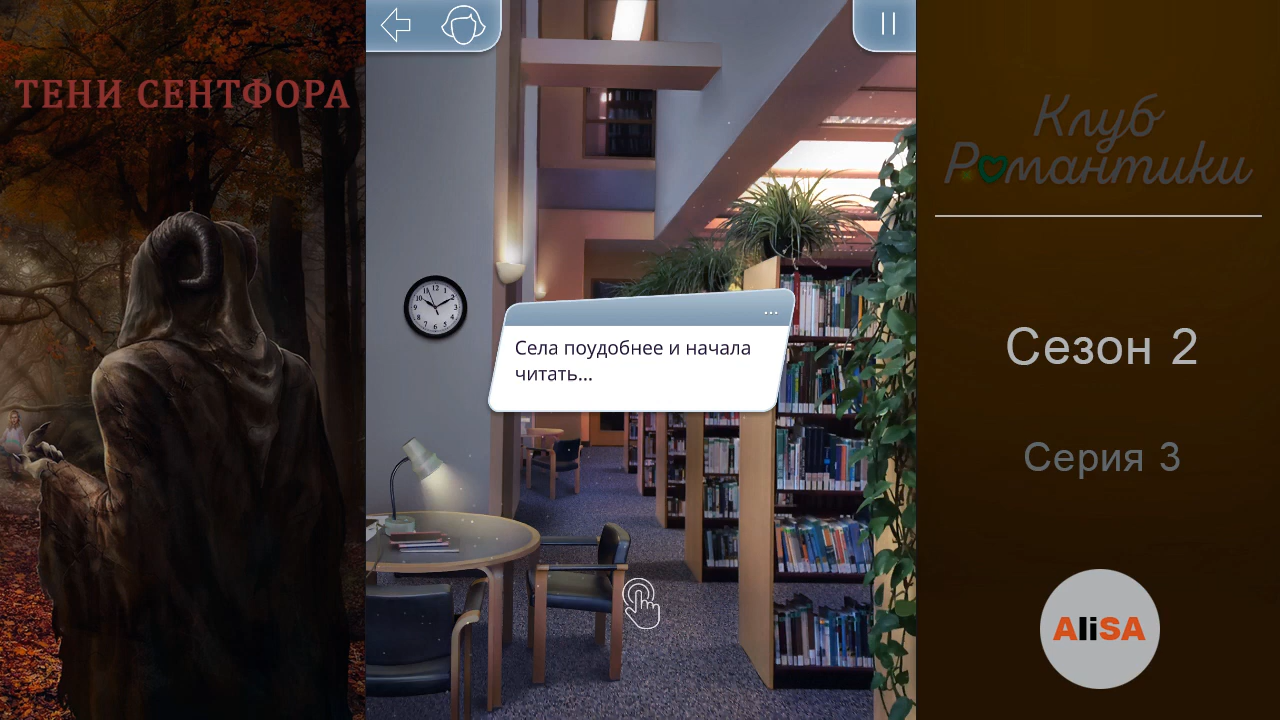 ТЕНИ СЕНТФОРА
...
Села поудобнее и начала
читать...
Клуб
Романтики
Сезон 2
Серия 3
AliSA